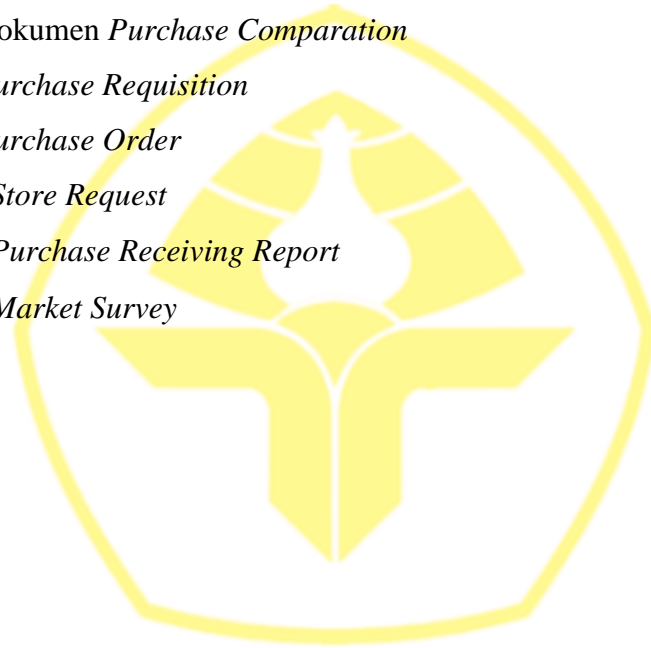 okumen Purchase Comparation
urchase Requisition
urchase Order
Store Request
Purchase Receiving Report
Market Survey